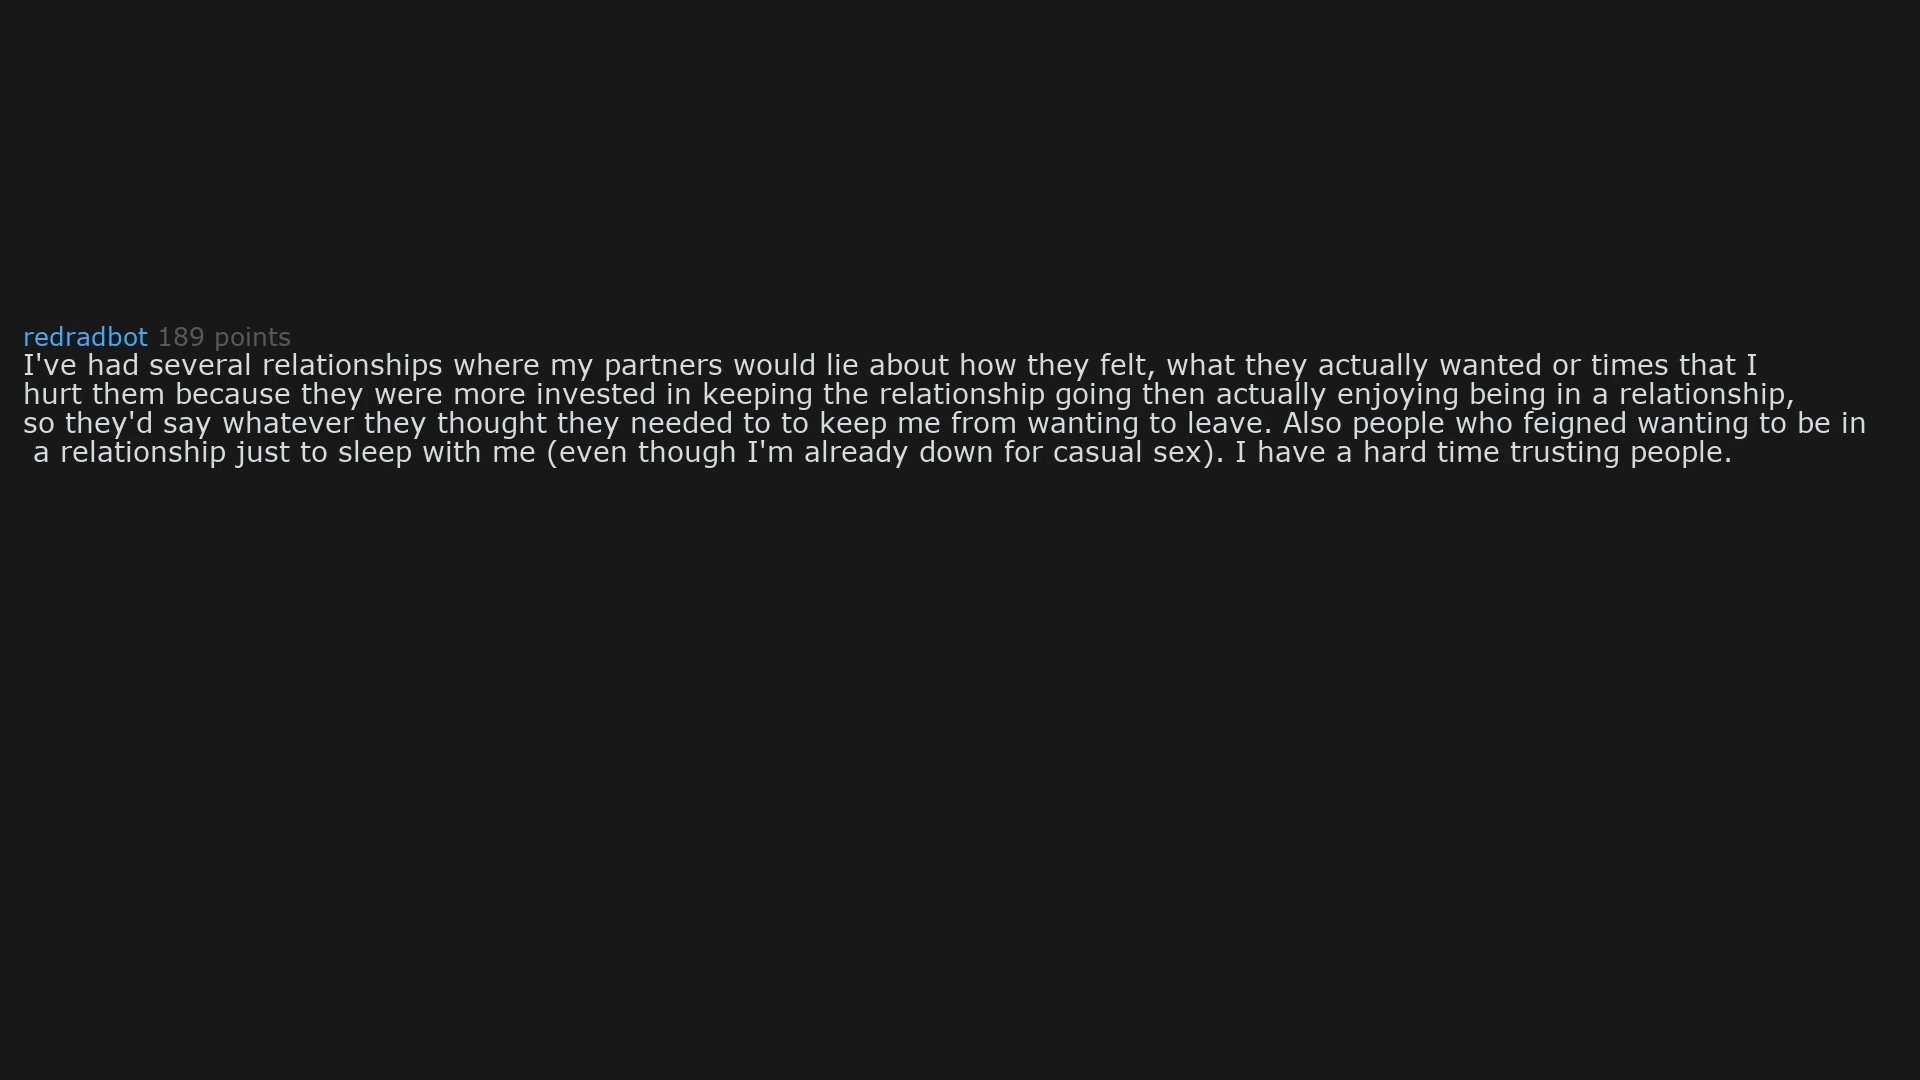 redradbot 189 points
I've had several relationships where my partners would lie about how they felt, what they actually wanted or times that I
hurt them because they were more invested in keeping the relationship going then actually enjoying being in a relationship,
so they'd say whatever they thought they needed to to keep me from wanting to leave. Also people who feigned wanting to be in
a relationship just to sleep with me (even though I'm already down for casual sex). I have a hard time trusting people.